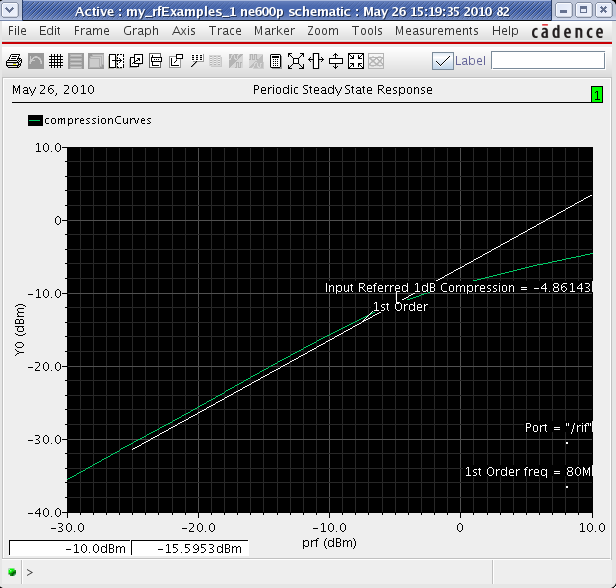 Active : my_rfExamples_1 ne600p schematic : May 26 15:19:35 2010 82
File Edit Frame Graph Axis Trace Marker Zoom Tools Measurements Help cādence
Label
May 26, 2010 Periodic Steady State Response 1
compressionCurves
10.0
0
-10.0
-20.0
-30.0
-40.0
Y0 (dBm)
Input Referred 1dB Compression = -4.86143
1st Order
Port = "/rif"
1st Order freq = 80M
-30.0 -20.0 -10.0 0 10.0
prf (dBm)
-10.0dBm -15.5953dBm
>